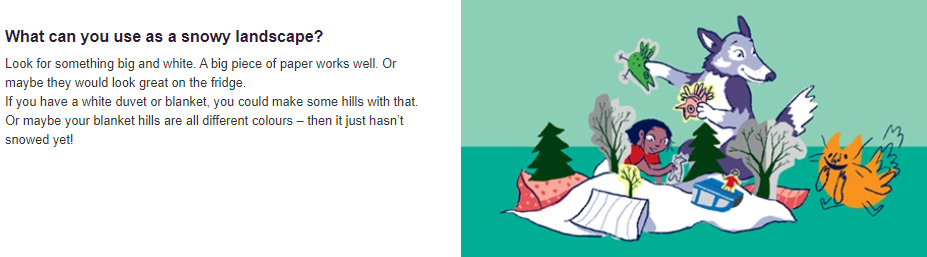 What can you use as a snowy landscape?
Look for something big and white. A big piece of paper works well. Or
maybe they would look great on the fridge.
If you have a white duvet or blanket, you could make some hills with that.
Or maybe your blanket hills are all different colours – then it just hasn’t
snowed yet!